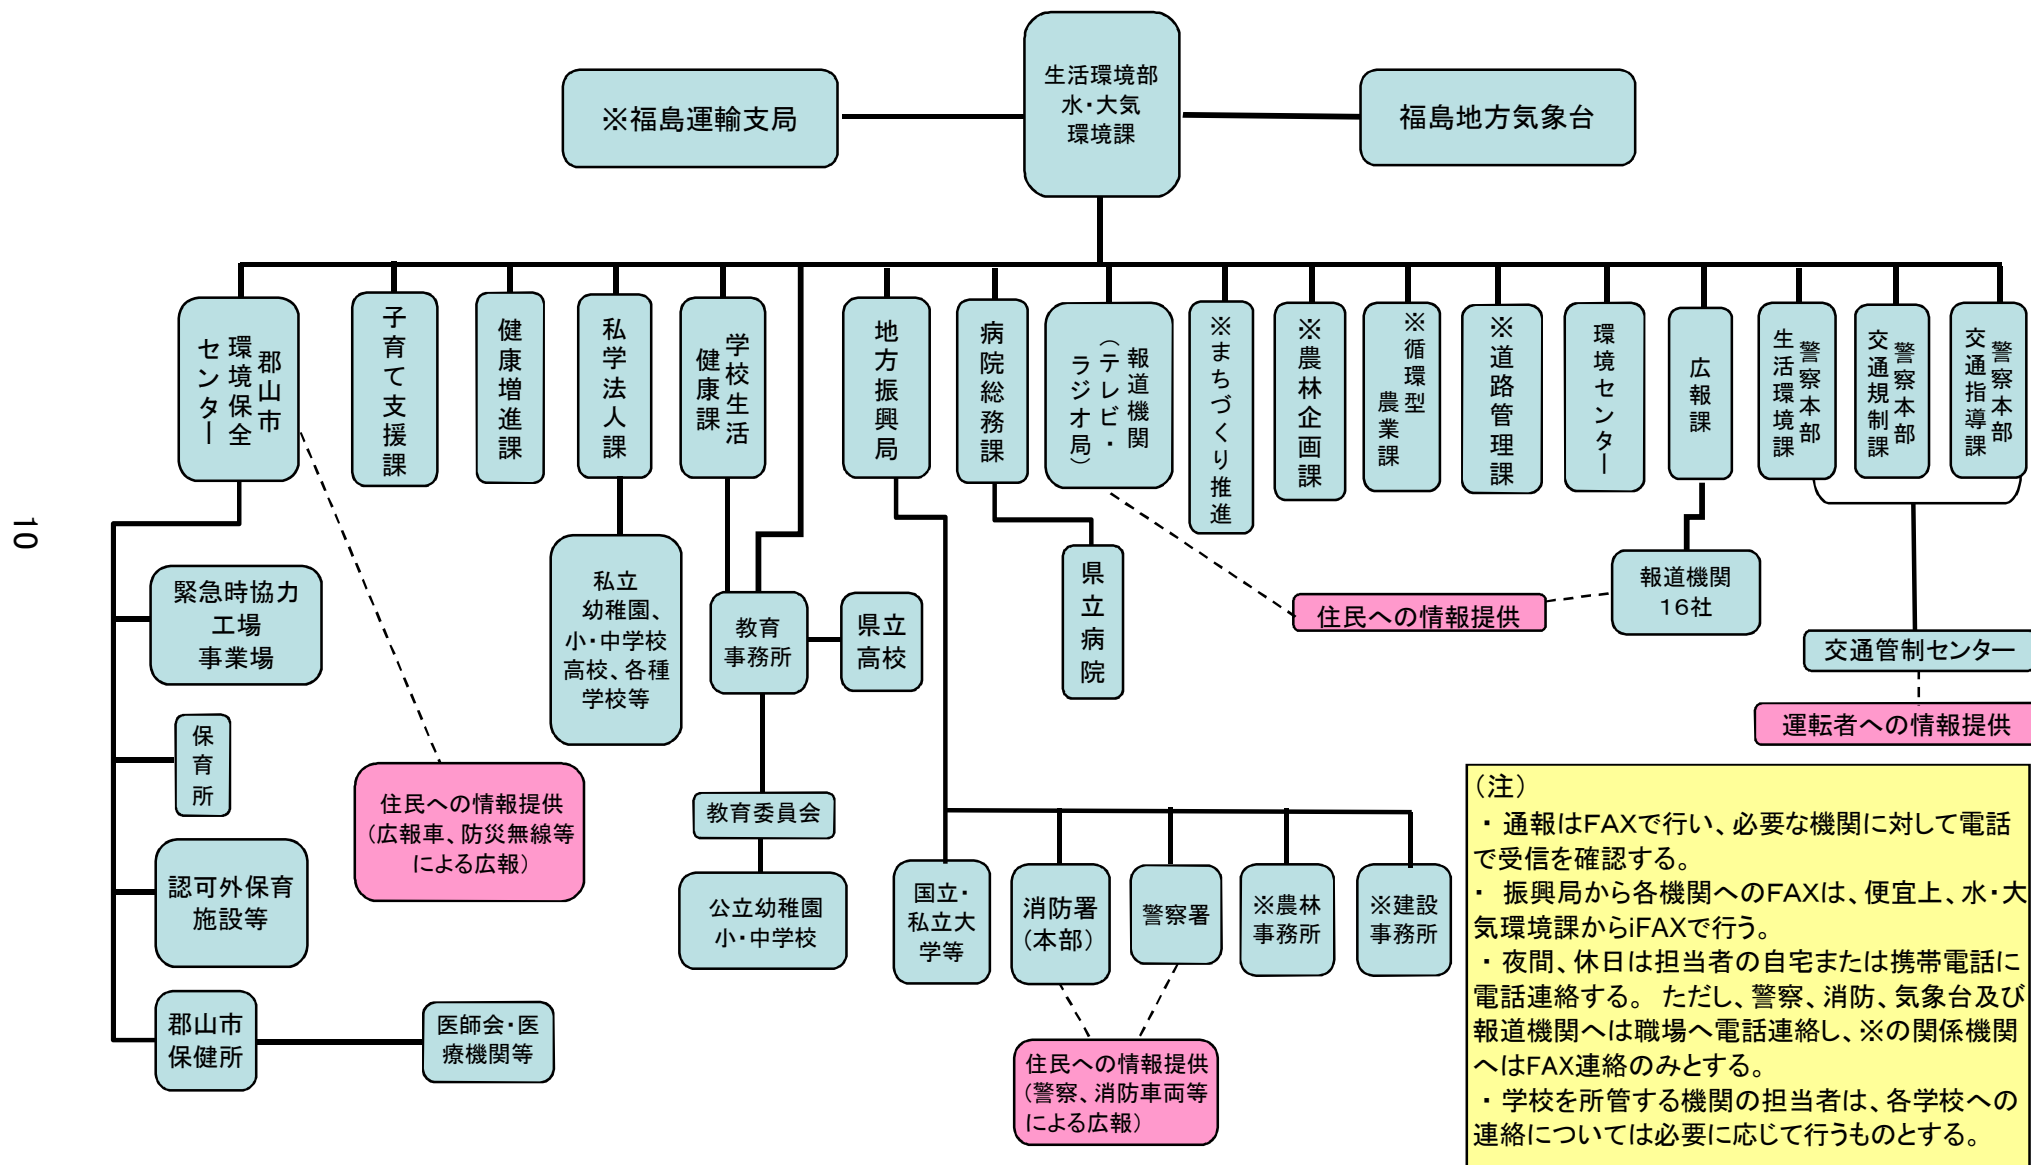 生活環境部
水・大気
環境課
※福島運輸支局
福島地方気象台
郡山市
環境保全
センター
子育て支援課
健康増進課
私学法人課
学校生活
健康課
地方振興局
病院総務課
報道機関
（テレビ・
ラジオ局）
※まちづくり推進
※農林企画課
※循環型
農業課
※道路管理課
環境センター
広報課
警察本部
生活環境課
警察本部
交通規制課
警察本部
交通指導課
緊急時協力
工場
事業場
保育所
認可外保育
施設等
郡山市
保健所
医師会・医
療機関等
住民への情報提供
（広報車、防災無線等
による広報）
私立
幼稚園、
小・中学校
高校、各種
学校等
教育
事務所
県立
高校
教育委員会
公立幼稚園
小・中学校
県立病院
国立・
私立大
学等
消防署
（本部）
警察署
※農林
事務所
※建設
事務所
住民への情報提供
（警察、消防車両等
による広報）
住民への情報提供
報道機関
１６社
交通管制センター
運転者への情報提供
（注）
・ 通報はFAXで行い、必要な機関に対して電話
で受信を確認する。
・ 振興局から各機関へのFAXは、便宜上、水・大
気環境課からiFAXで行う。
・ 夜間、休日は担当者の自宅または携帯電話に
電話連絡する。 ただし、警察、消防、気象台及び
報道機関へは職場へ電話連絡し、※の関係機関
へはFAX連絡のみとする。
・ 学校を所管する機関の担当者は、各学校への
連絡については必要に応じて行うものとする。
10